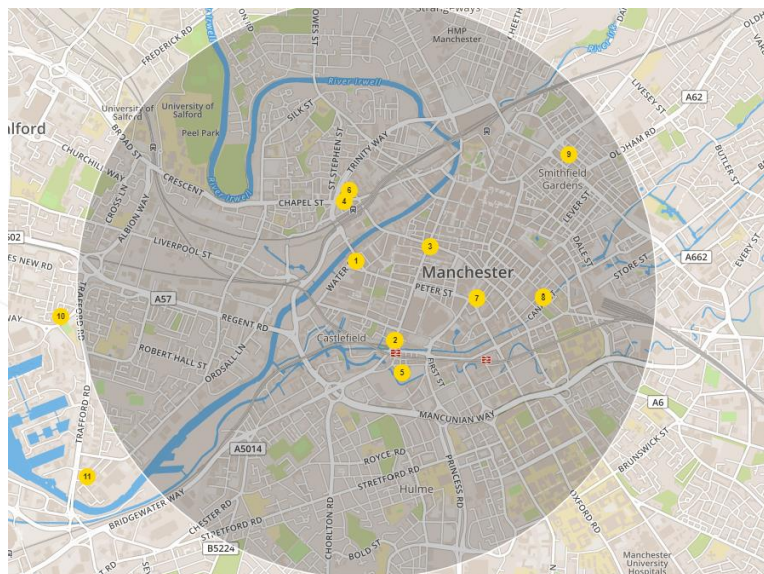 Strangeways
FREDERICK RD
HMP
Manchester
River Irwell
A62
LIVESEY ST
University of
Salford
University of
Salford
Peel Park
SILK ST
OLDHAM RD
BROAD ST
ST STEPHEN ST
TRINITY WAY
9
BUTLER ST
CHURCHILL WAY
CRESCENT
River Irwell
Smithfield
Gardens
6
4
CHAPEL ST
CROSS LN
ALBION WAY
LEVER ST
LIVERPOOL ST
3
DALE ST
A662
EVERY ST
1
WATER
Manchester
STORE ST
A57
PETER ST
7
8
10
TRAFFORD RD
REGENT RD
2
Castlefield
ROBERT HALL ST
ORDSALL LN
FIRST ST
5
A6
MANCUNIAN WAY
TRAFFORD RD
A5014
BRUNSWICK ST
ROYCE RD
11
STRETFORD RD
PRINCESS RD
Hulme
OXFORD RD
BRIDGEWATER WAY
CHESTER RD
STRETFORD RD
CHORLTON RD
B5224
BOLD ST
Manchester
University
Hospitals